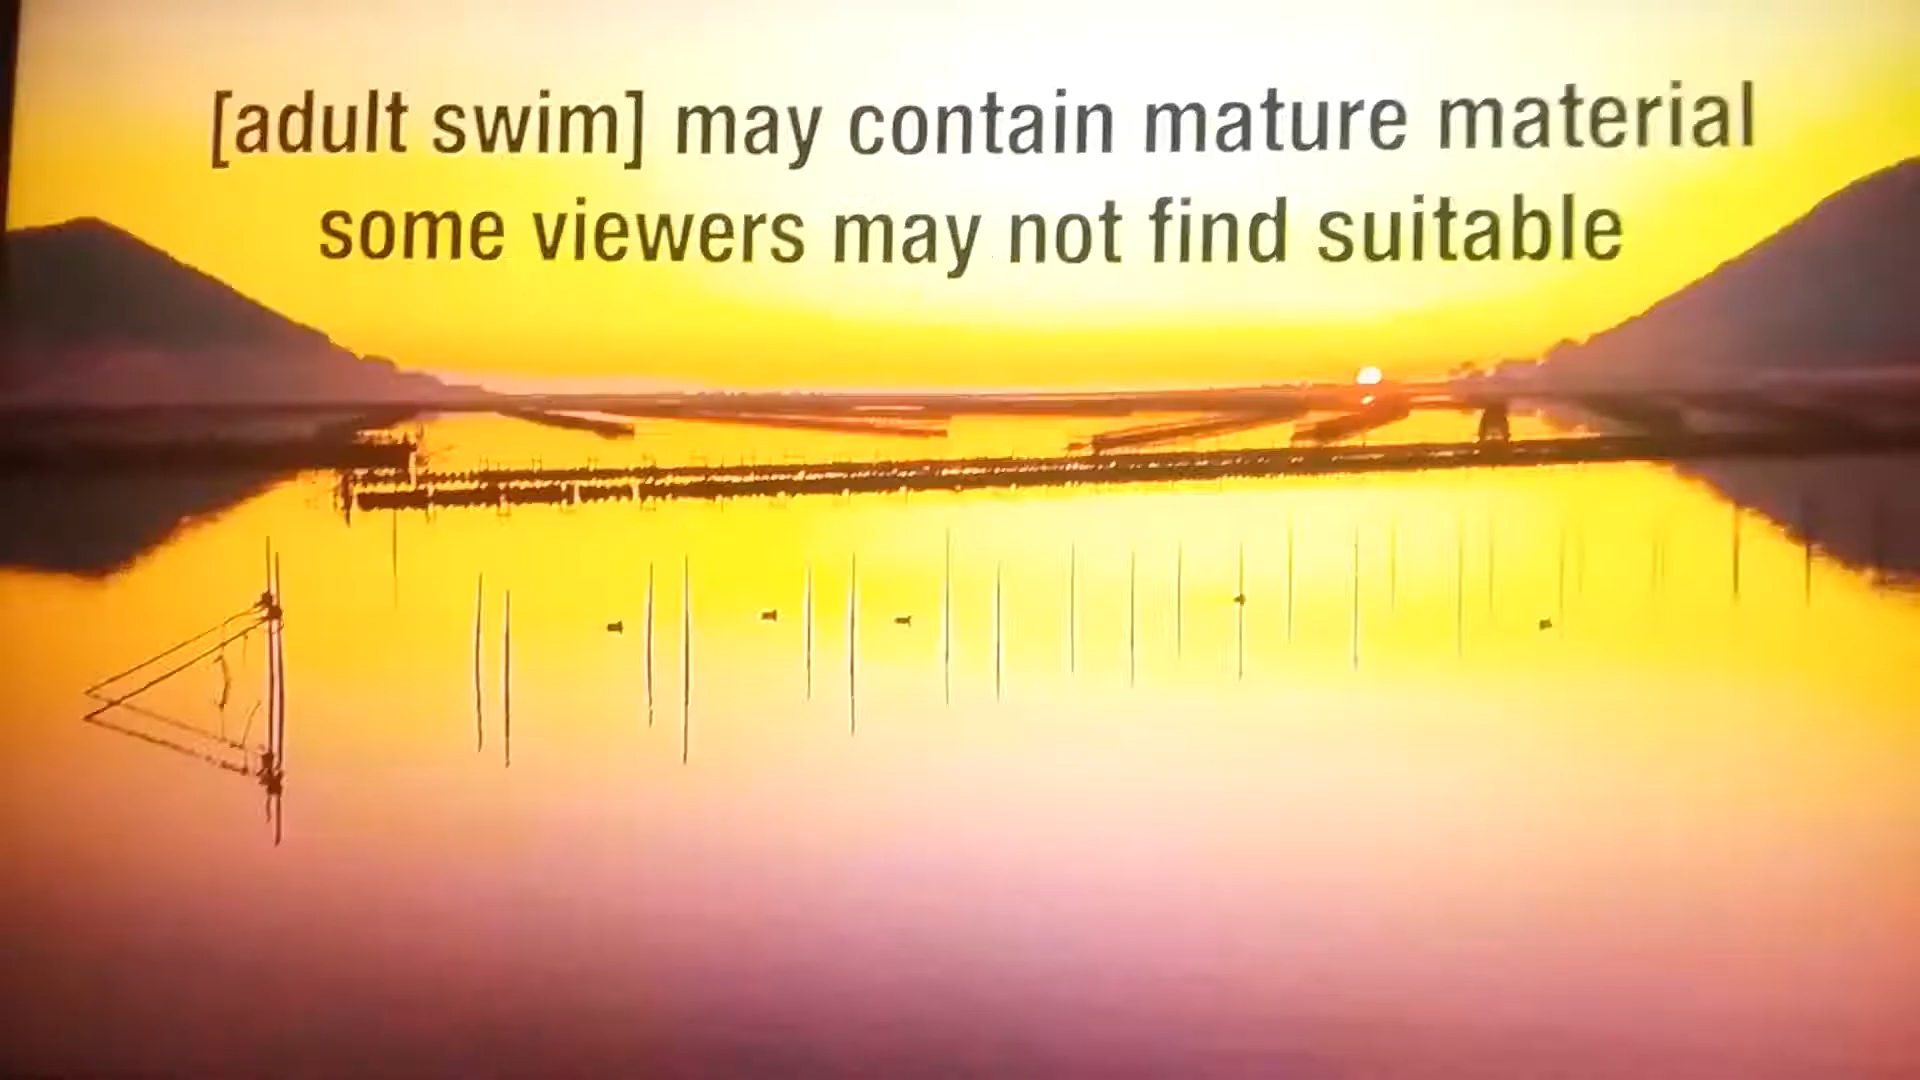 [adult swim] may contain mature material
some viewers may not find suitable